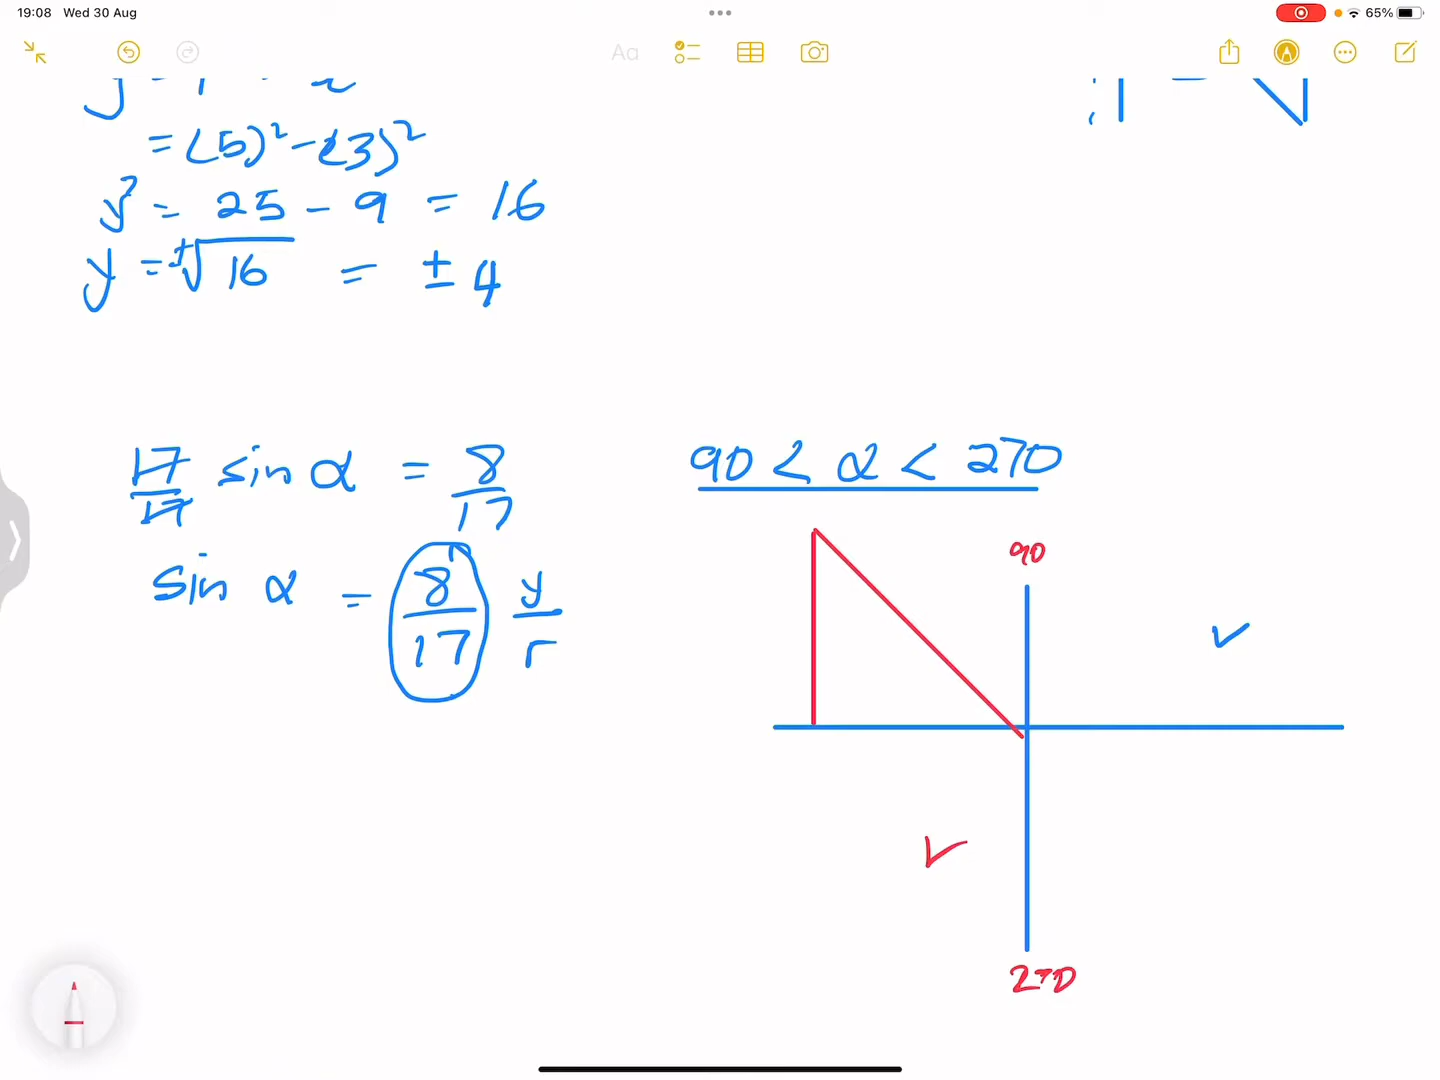 19:08 Wed 30 Aug
65%
Aa
= (5)² - (3)²
y² = 25 - 9 = 16
y = ±√16 = ± 4
17/17 sin α = 8/17
90 < α < 270
sin α = 8/17 y/r
90
270